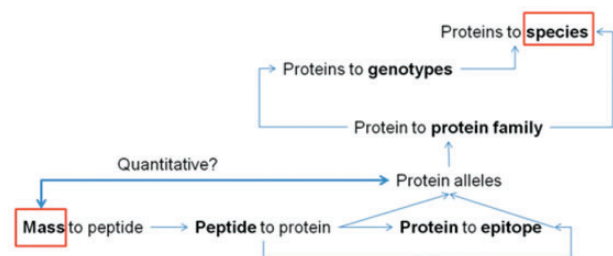 Proteins to species
Proteins to genotypes
Protein to protein family
Quantitative?
Protein alleles
Mass to peptide
Peptide to protein
Protein to epitope